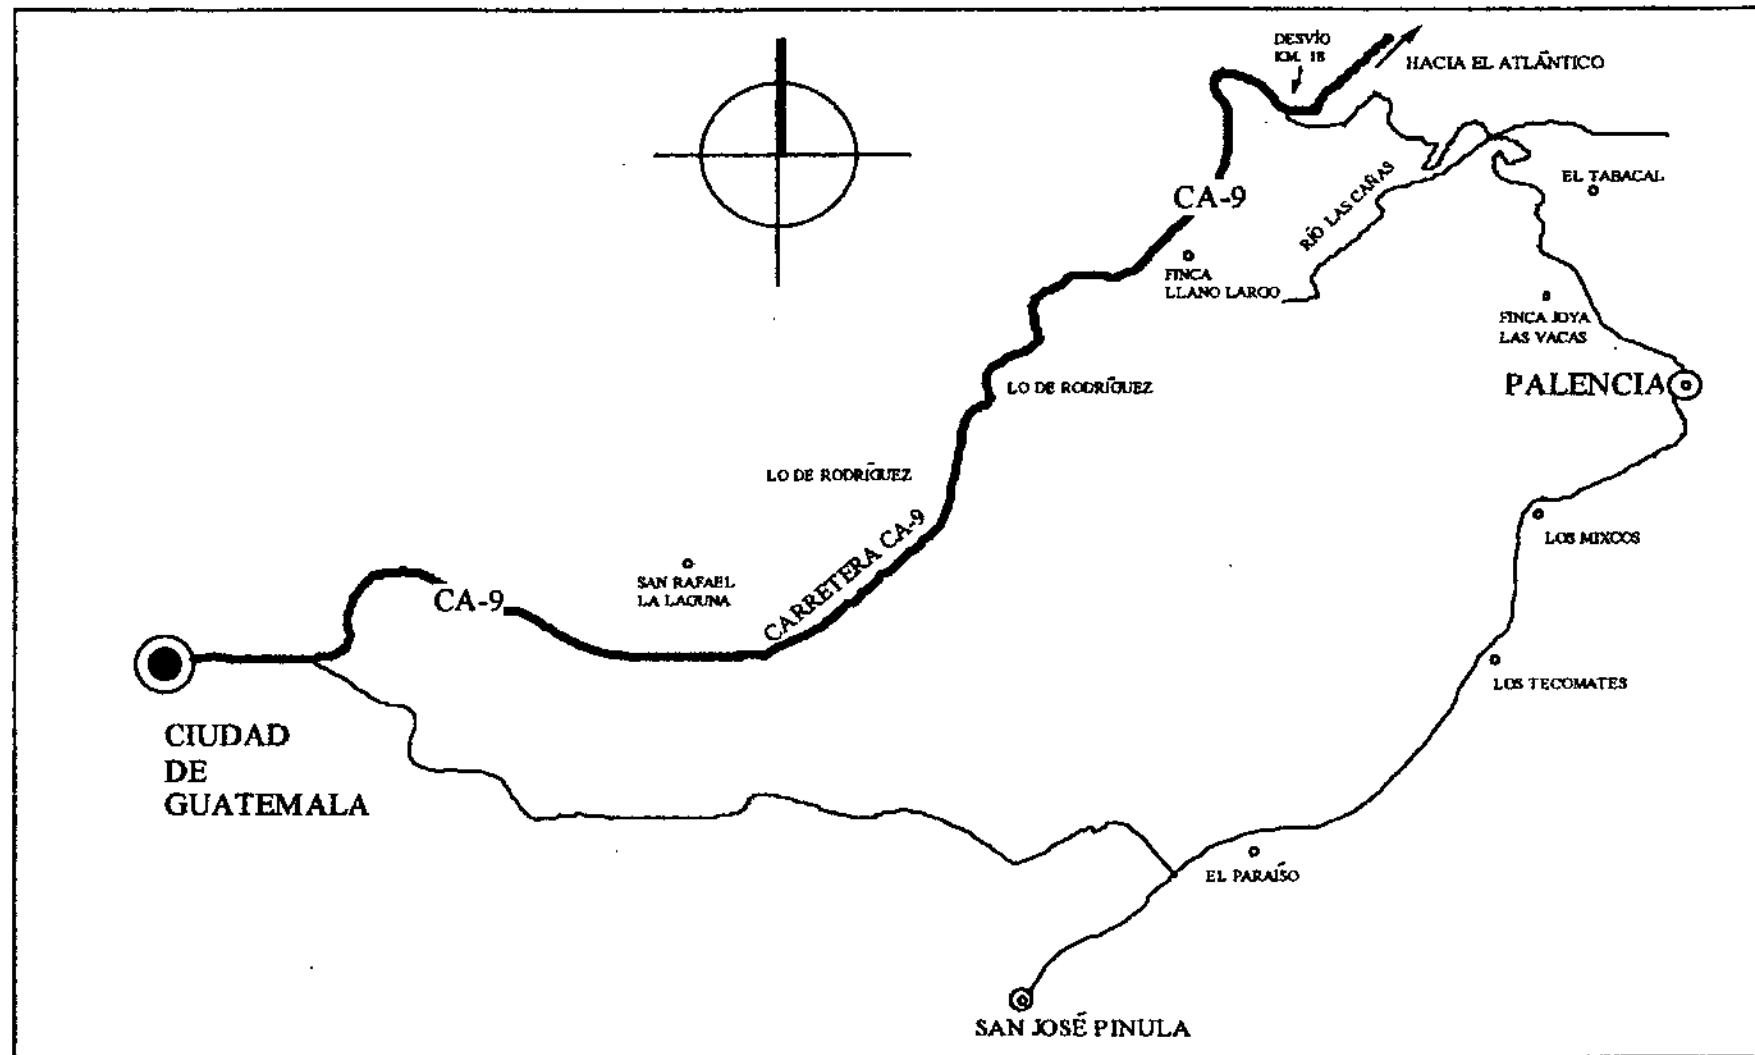 DESVÍO
KM. 18
HACIA EL ATLÁNTICO
CA-9
RÍO LAS CAÑAS
EL TABACAL
FINCA
LLANO LARGO
FINCA JOYA
LAS VACAS
LO DE RODRÍGUEZ
PALENCIA
LO DE RODRÍGUEZ
CARRETERA CA-9
LOS MIXCOS
SAN RAFAEL
LA LAGUNA
CA-9
LOS TECOMATES
CIUDAD
DE
GUATEMALA
EL PARAÍSO
SAN JOSÉ PINULA